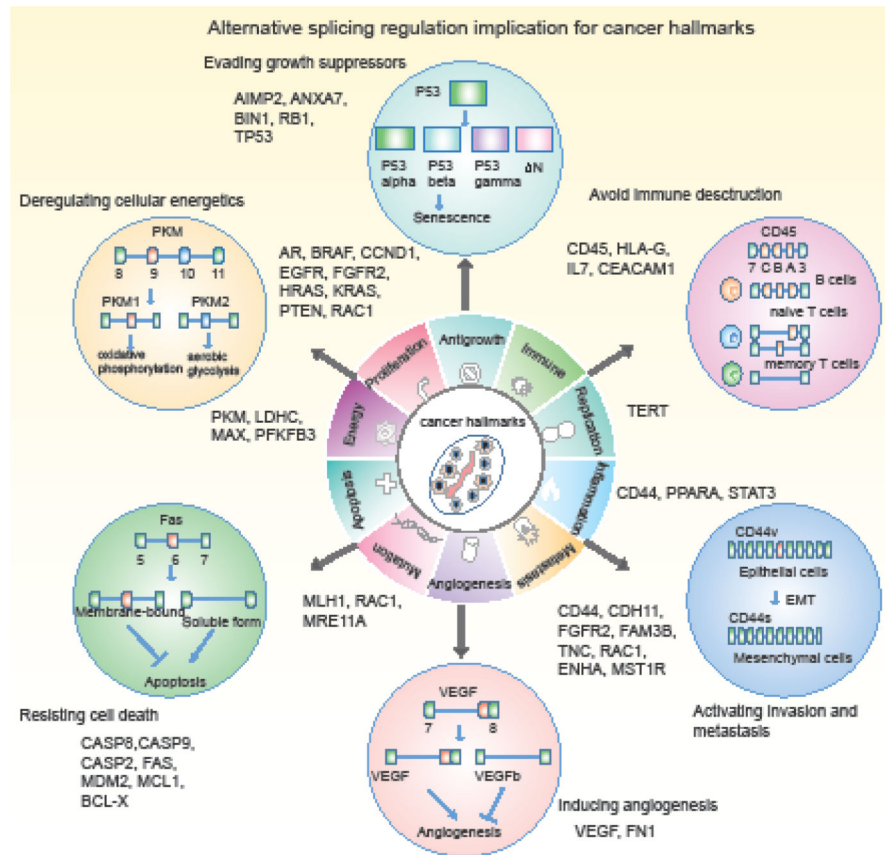 Alternative splicing regulation implication for cancer hallmarks
Evading growth suppressors
AIMP2, ANXA7,
BIN1, RB1,
TP53
P53
P53 alpha
P53 beta
P53 gamma
ΔN
Senescence
Deregulating cellular energetics
PKM
8 9 10 11
PKM1 PKM2
oxidative phosphorylation
aerobic glycolysis
AR, BRAF, CCND1,
EGFR, FGFR2,
HRAS, KRAS,
PTEN, RAC1
Avoid immune desctruction
CD45, HLA-G,
IL7, CEACAM1
CD45
7 C B A 3
B cells
naive T cells
memory T cells
Proliferation
Antigrowth
Immune
Replication
Inflammation
Metastasis
Angiogenesis
Mutation
Apoptosis
Energy
cancer hallmarks
PKM, LDHC,
MAX, PFKFB3
TERT
CD44, PPARA, STAT3
Fas
5 6 7
Membrane-bound
Soluble form
Apoptosis
Resisting cell death
CASP8,CASP9,
CASP2, FAS,
MDM2, MCL1,
BCL-X
MLH1, RAC1,
MRE11A
CD44, CDH11,
FGFR2, FAM3B,
TNC, RAC1,
ENHA, MST1R
CD44v
Epithelial cells
EMT
CD44s
Mesenchymal cells
Activating invasion and
metastasis
VEGF
7 8
VEGF VEGFb
Angiogenesis
Inducing angiogenesis
VEGF, FN1